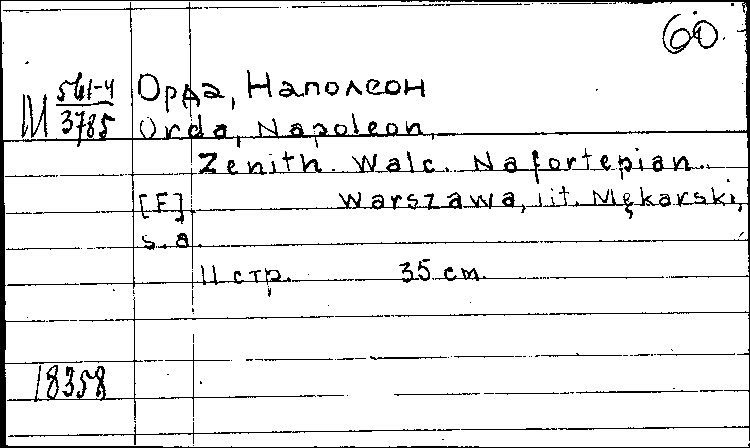 60.
М 561-4
3785
Орда, Наполеон
Orda, Napoleon,
Zenith. Walc. Na fortepian.
[F]. Warszawa, lit. Mękarski,
s.a.
11 стр. 35 cm.
18358